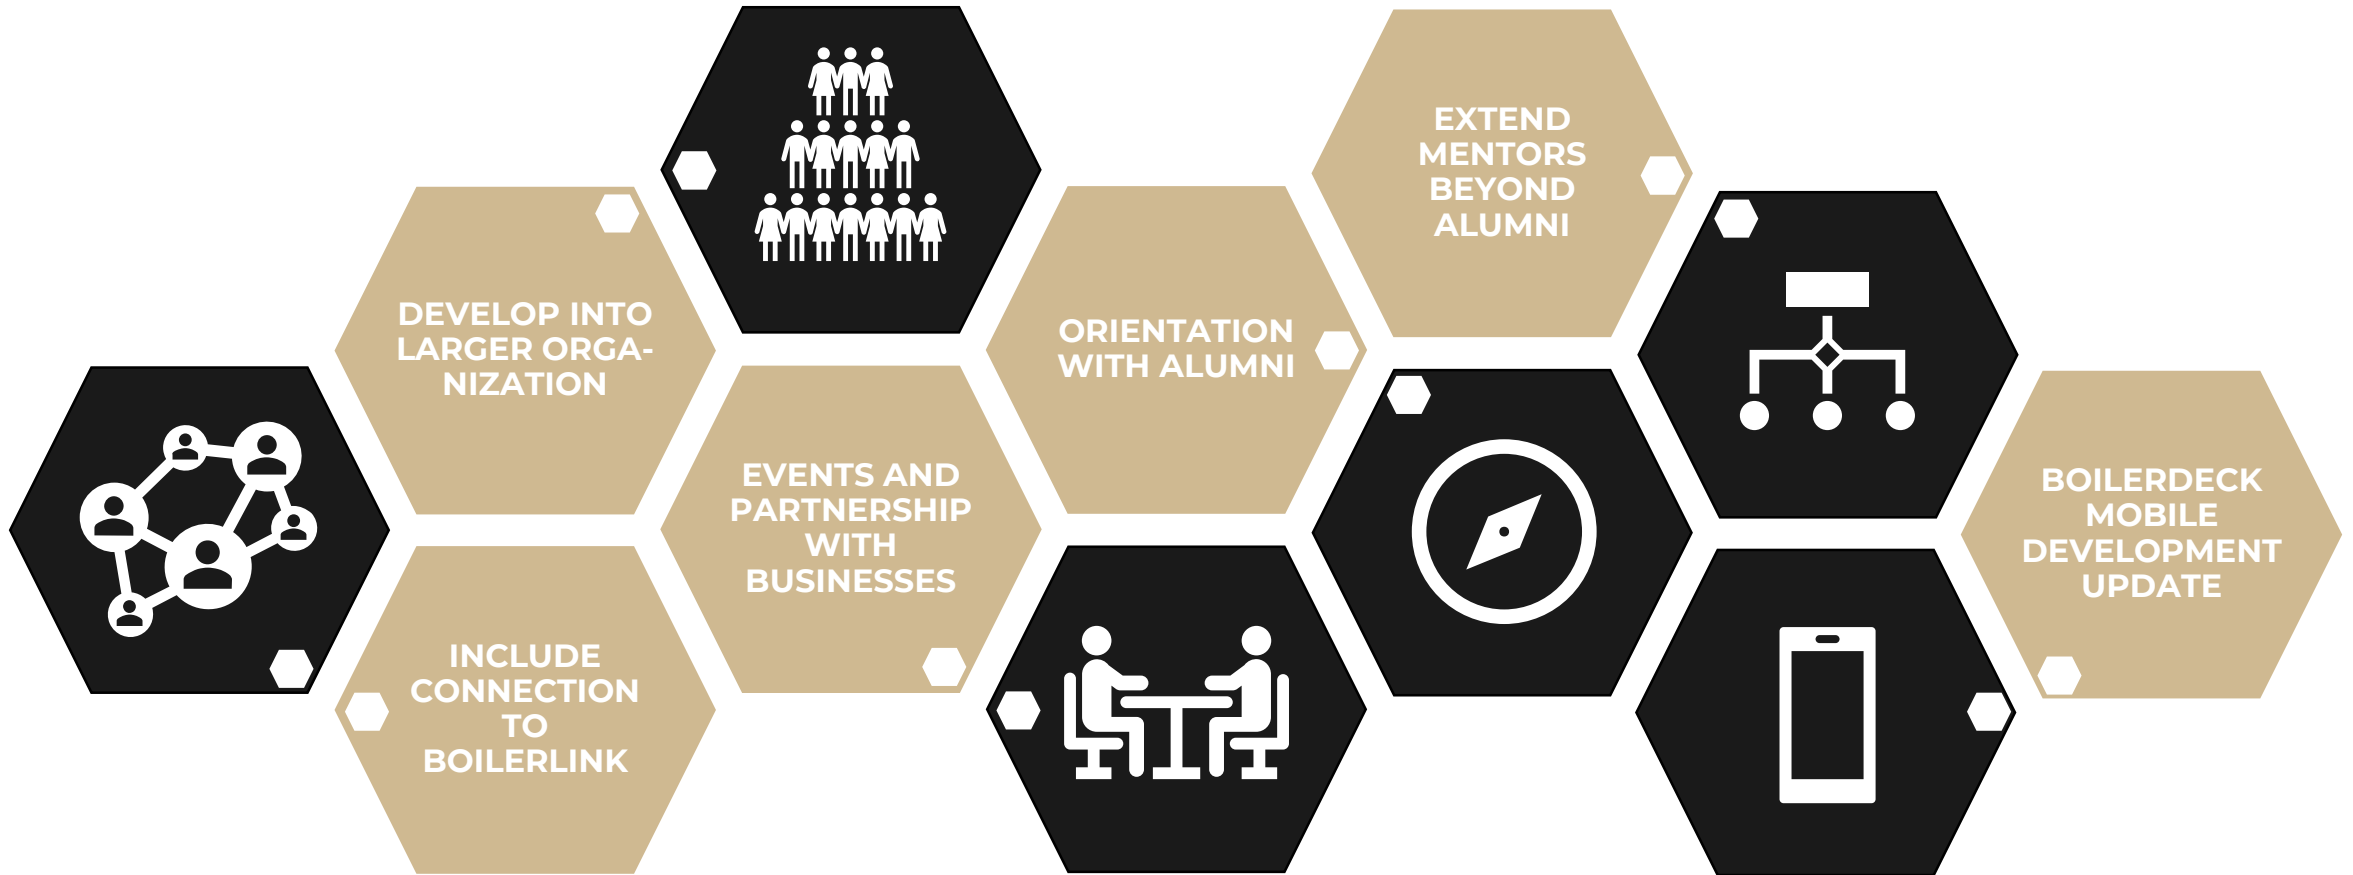 DEVELOP INTO
LARGER ORGA-
NIZATION
INCLUDE
CONNECTION
TO
BOILERLINK
EVENTS AND
PARTNERSHIP
WITH
BUSINESSES
ORIENTATION
WITH ALUMNI
EXTEND
MENTORS
BEYOND
ALUMNI
BOILERDECK
MOBILE
DEVELOPMENT
UPDATE